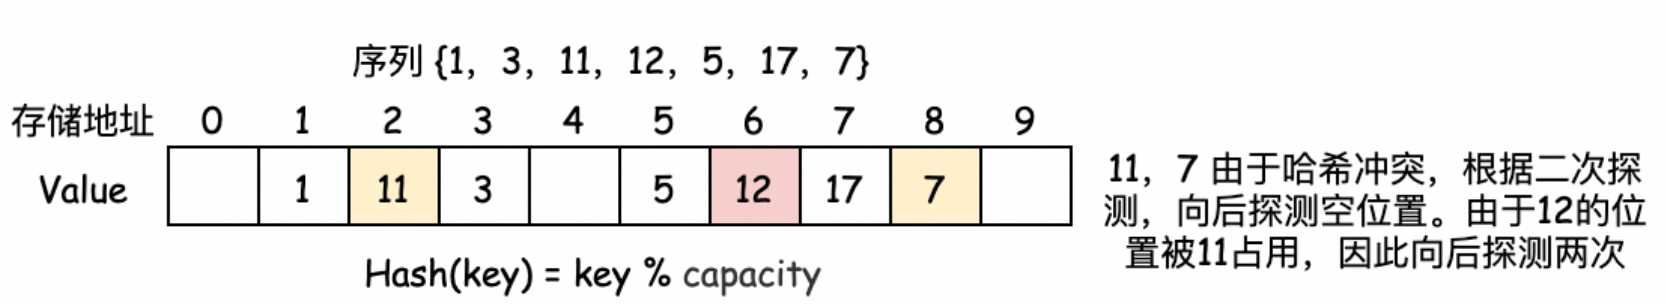 序列 {1, 3, 11, 12, 5, 17, 7}
存储地址 0 1 2 3 4 5 6 7 8 9
Value 1 11 3 5 12 17 7
11, 7 由于哈希冲突，根据二次探
测，向后探测空位置。由于12的位
置被11占用，因此向后探测两次
Hash(key) = key % capacity